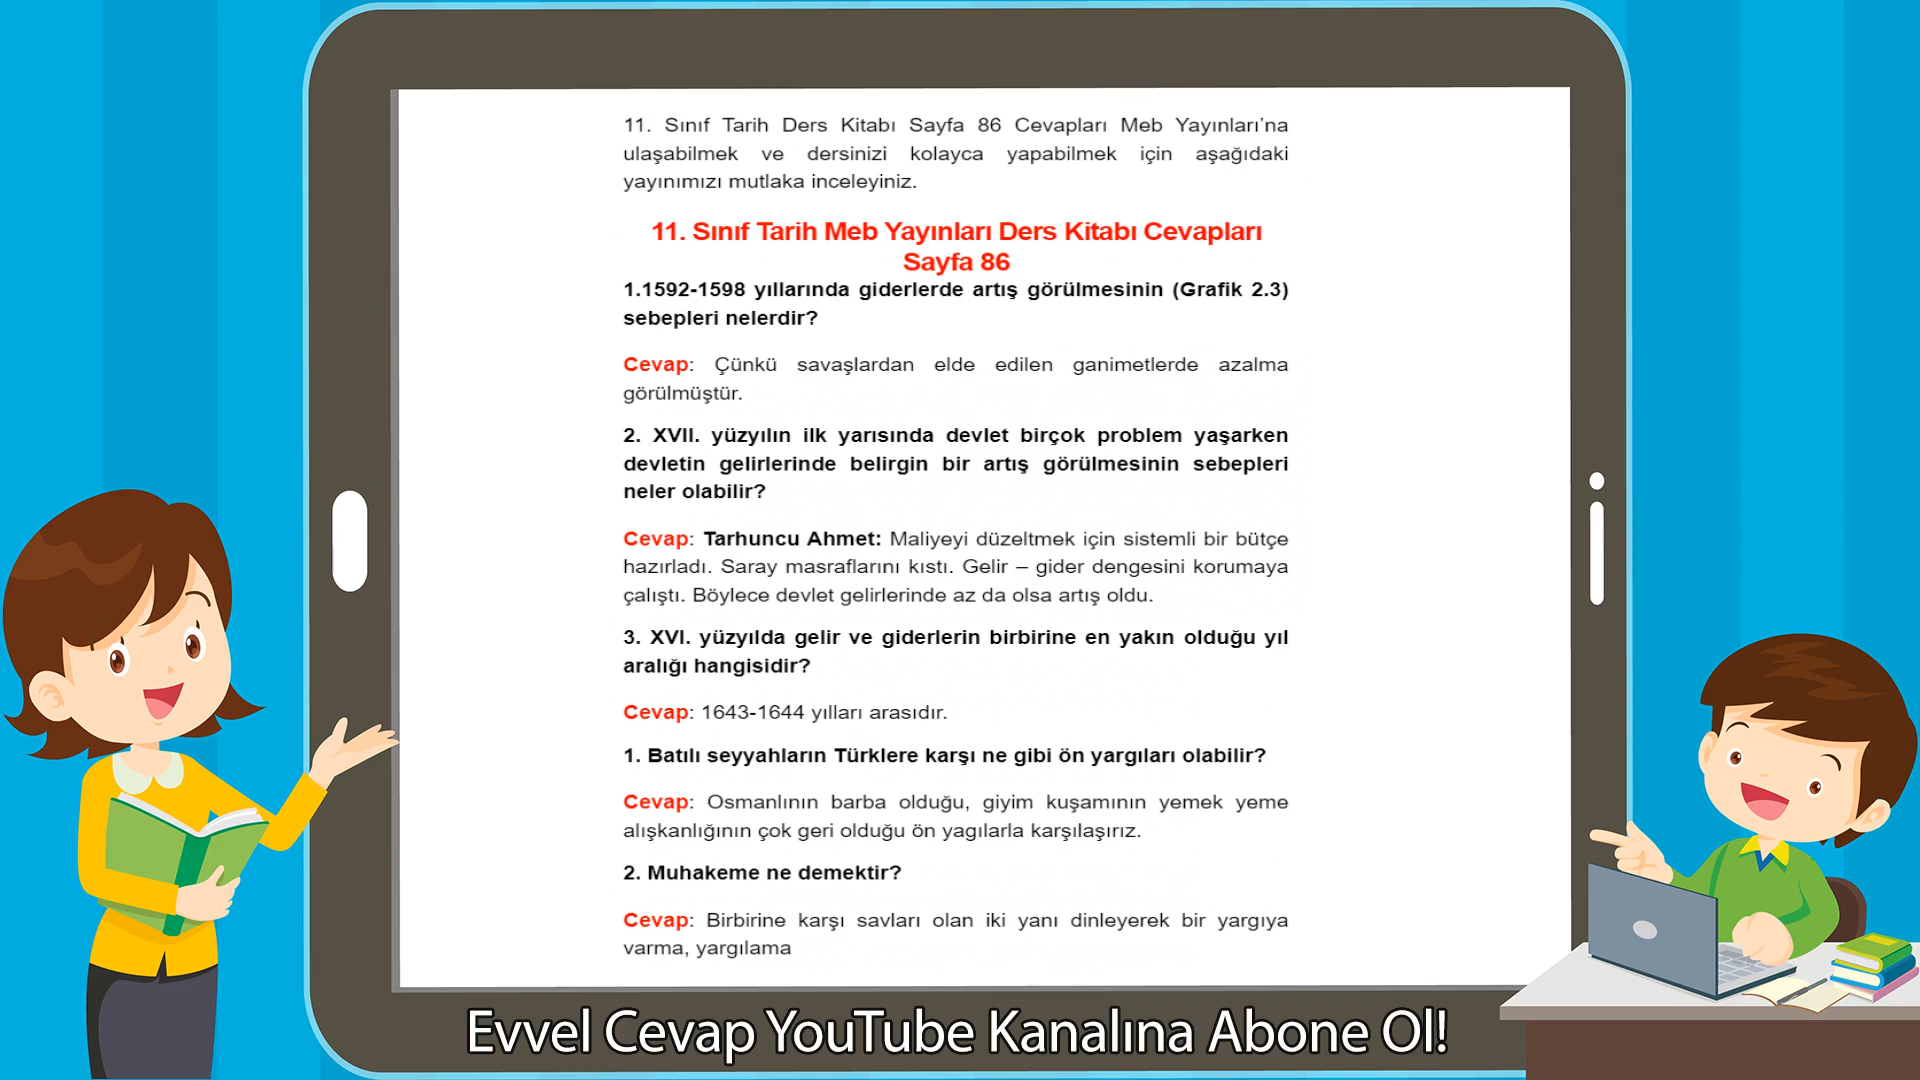 11. Sınıf Tarih Ders Kitabı Sayfa 86 Cevapları Meb Yayınları’na
ulaşabilmek ve dersinizi kolayca yapabilmek için aşağıdaki
yayınımızı mutlaka inceleyiniz.
11. Sınıf Tarih Meb Yayınları Ders Kitabı Cevapları
Sayfa 86
1.1592-1598 yıllarında giderlerde artış görülmesinin (Grafik 2.3)
sebepleri nelerdir?
Cevap: Çünkü savaşlardan elde edilen ganimetlerde azalma
görülmüştür.
2. XVII. yüzyılın ilk yarısında devlet birçok problem yaşarken
devletin gelirlerinde belirgin bir artış görülmesinin sebepleri
neler olabilir?
Cevap: Tarhuncu Ahmet: Maliyeyi düzeltmek için sistemli bir bütçe
hazırladı. Saray masraflarını kıstı. Gelir – gider dengesini korumaya
çalıştı. Böylece devlet gelirlerinde az da olsa artış oldu.
3. XVI. yüzyılda gelir ve giderlerin birbirine en yakın olduğu yıl
aralığı hangisidir?
Cevap: 1643-1644 yılları arasıdır.
1. Batılı seyyahların Türklere karşı ne gibi ön yargıları olabilir?
Cevap: Osmanlının barba olduğu, giyim kuşamının yemek yeme
alışkanlığının çok geri olduğu ön yagılarla karşılaşırız.
2. Muhakeme ne demektir?
Cevap: Birbirine karşı savları olan iki yanı dinleyerek bir yargıya
varma, yargılama
Evvel Cevap YouTube Kanalına Abone Ol!